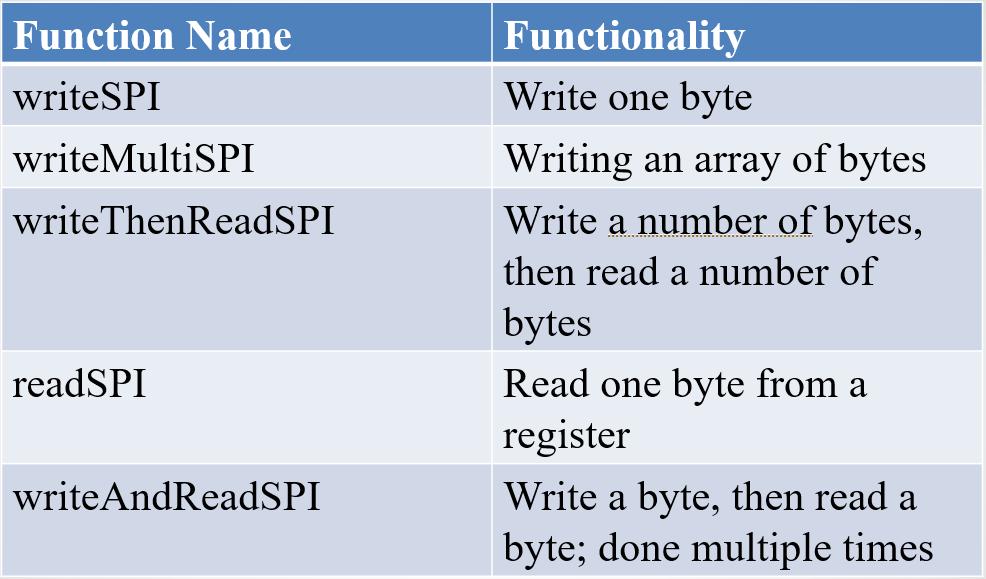 Function Name
Functionality
writeSPI
Write one byte
writeMultiSPI
Writing an array of bytes
writeThenReadSPI
Write a number of bytes,
then read a number of
bytes
readSPI
Read one byte from a
register
writeAndReadSPI
Write a byte, then read a
byte; done multiple times